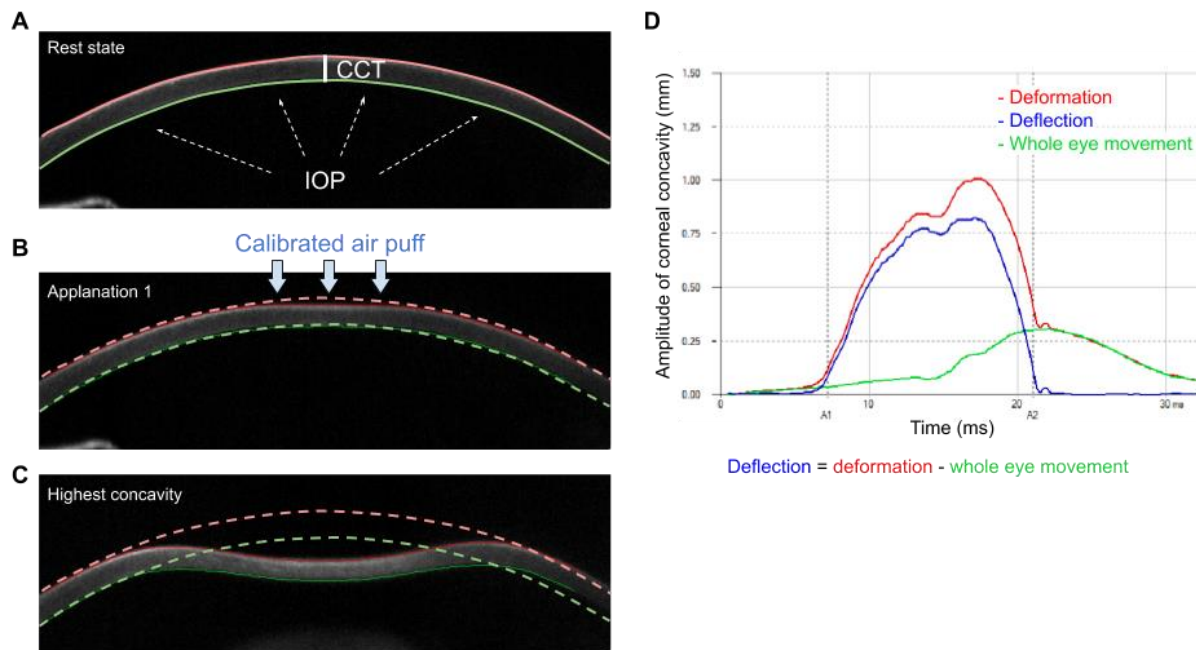 A
Rest state
CCT
IOP
B
Calibrated air puff
Applanation 1
C
Highest concavity
D
Amplitude of corneal concavity (mm)
1.50
1.25
1.00
0.75
0.50
0.25
0.00
- Deformation
- Deflection
- Whole eye movement
0
10
20
30 ms
A1
A2
Time (ms)
Deflection = deformation - whole eye movement